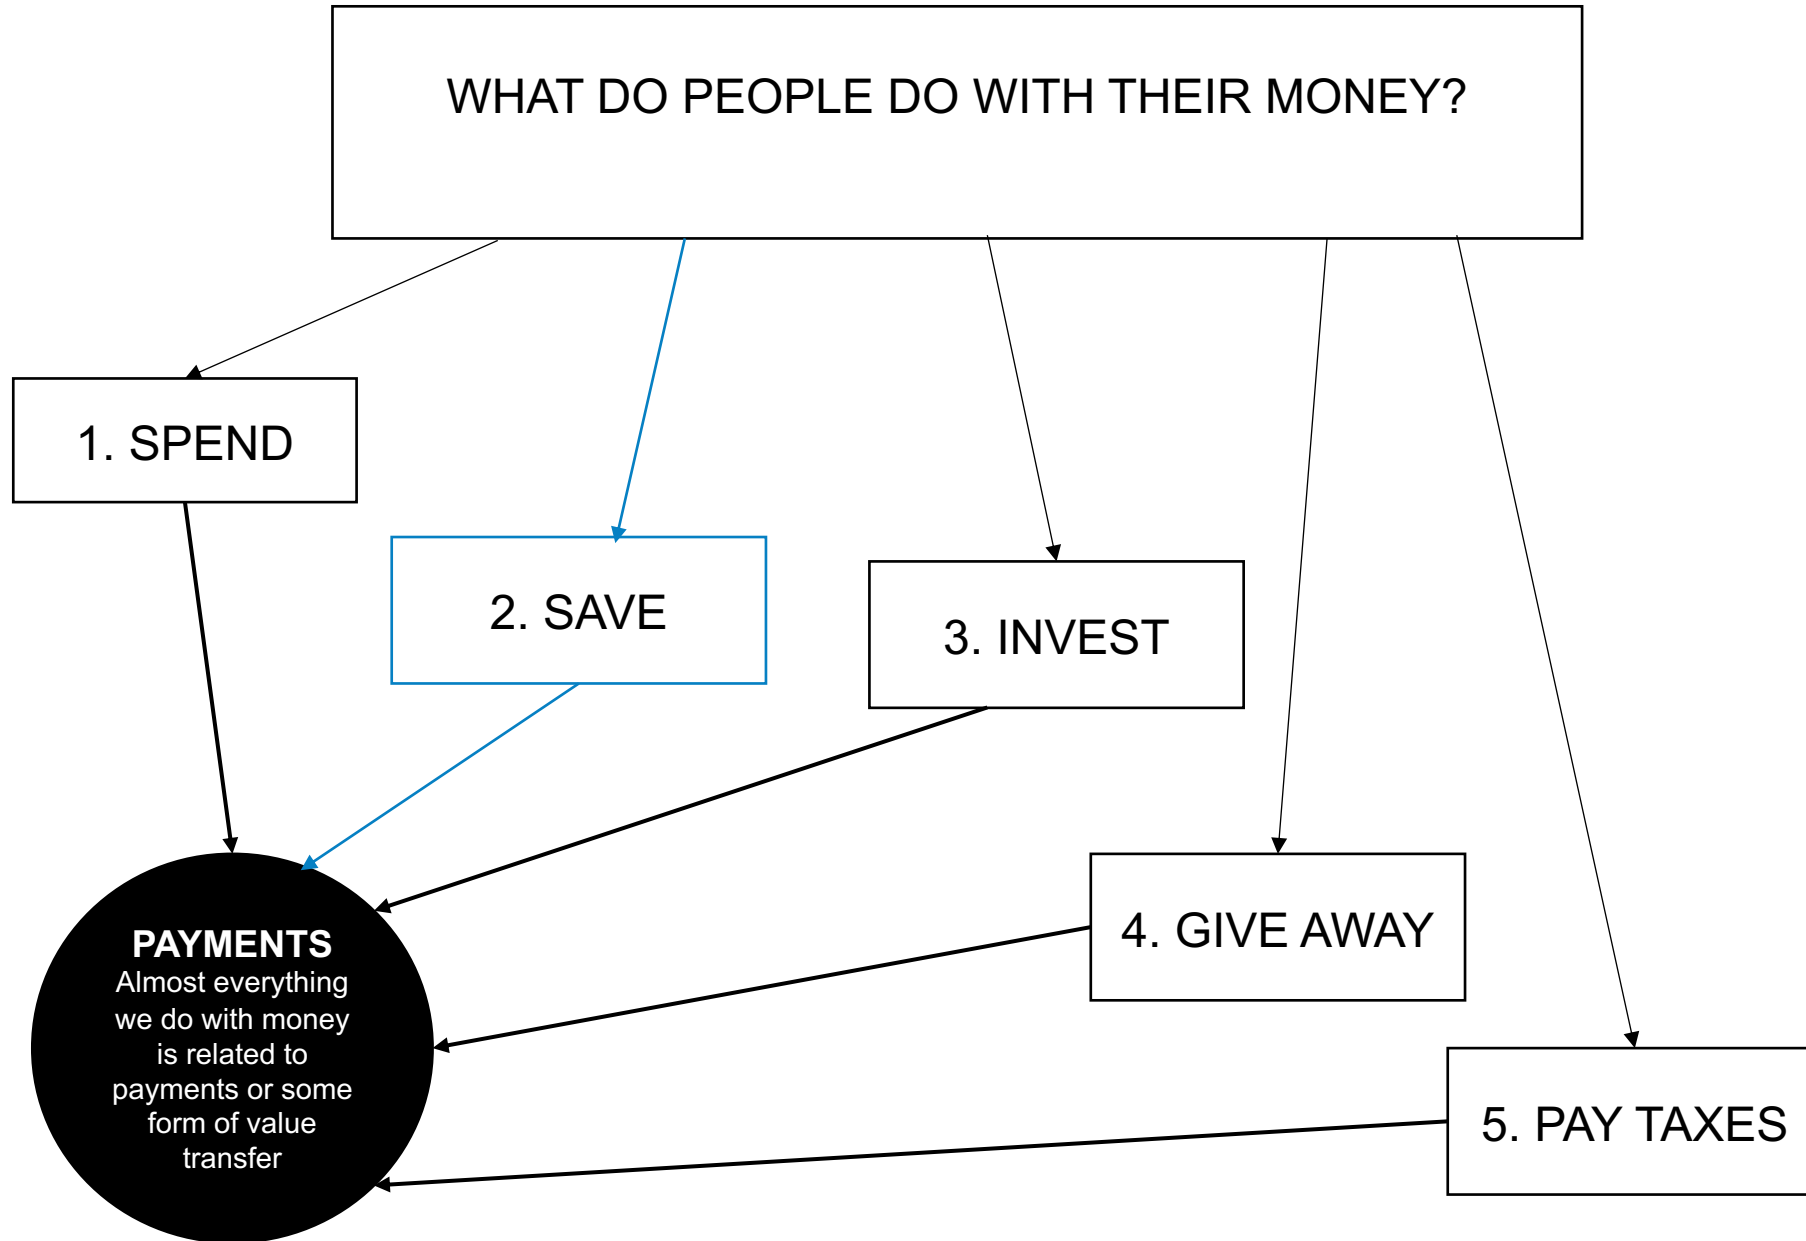 WHAT DO PEOPLE DO WITH THEIR MONEY?
1. SPEND
2. SAVE
3. INVEST
4. GIVE AWAY
5. PAY TAXES
PAYMENTS
Almost everything
we do with money
is related to
payments or some
form of value
transfer